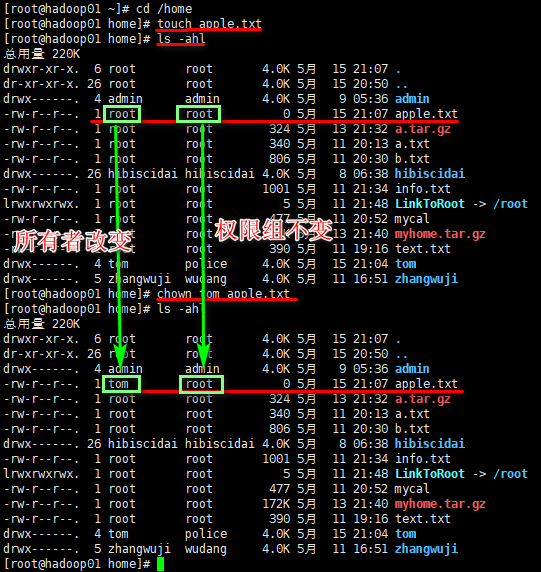 [root@hadoop01 ~]# cd /home
[root@hadoop01 home]# touch apple.txt
[root@hadoop01 home]# ls -ahl
总用量 220K
drwxr-xr-x. 6 root root 4.0K 5月 15 21:07 .
dr-xr-xr-x. 26 root root 4.0K 5月 15 20:50 ..
drwx------. 4 admin admin 4.0K 5月 9 05:36 admin
-rw-r--r--. 1 root root 0 5月 15 21:07 apple.txt
-rw-r--r--. 1 root root 324 5月 13 21:32 a.tar.gz
-rw-r--r--. 1 root root 340 5月 11 20:13 a.txt
-rw-r--r--. 1 root root 806 5月 11 20:30 b.txt
drwx------. 26 hibiscidai hibiscidai 4.0K 5月 8 06:38 hibiscidai
-rw-r--r--. 1 root root 1001 5月 11 21:34 info.txt
lrwxrwxrwx. 1 root root 5 5月 11 21:48 LinkToRoot -> /root
-rw-r--r--. 1 root root 477 5月 11 20:52 mycal
所有者改变
权限组不变
-rw-r--r--. 1 root root 13 21:40 myhome.tar.gz
-rw-r--r--. 1 root root 390 5月 11 19:16 text.txt
drwx------. 4 tom police 4.0K 5月 15 21:04 tom
drwx------. 5 zhangwuji wudang 4.0K 5月 11 16:51 zhangwuji
[root@hadoop01 home]# chown tom apple.txt
[root@hadoop01 home]# ls -ahl
总用量 220K
drwxr-xr-x. 6 root root 4.0K 5月 15 21:07 .
dr-xr-xr-x. 26 root root 4.0K 5月 15 20:50 ..
drwx------. 4 admin admin 4.0K 5月 9 05:36 admin
-rw-r--r--. 1 tom root 0 5月 15 21:07 apple.txt
-rw-r--r--. 1 root root 324 5月 13 21:32 a.tar.gz
-rw-r--r--. 1 root root 340 5月 11 20:13 a.txt
-rw-r--r--. 1 root root 806 5月 11 20:30 b.txt
drwx------. 26 hibiscidai hibiscidai 4.0K 5月 8 06:38 hibiscidai
-rw-r--r--. 1 root root 1001 5月 11 21:34 info.txt
lrwxrwxrwx. 1 root root 5 5月 11 21:48 LinkToRoot -> /root
-rw-r--r--. 1 root root 477 5月 11 20:52 mycal
-rw-r--r--. 1 root root 172K 5月 13 21:40 myhome.tar.gz
-rw-r--r--. 1 root root 390 5月 11 19:16 text.txt
drwx------. 4 tom police 4.0K 5月 15 21:04 tom
drwx------. 5 zhangwuji wudang 4.0K 5月 11 16:51 zhangwuji
[root@hadoop01 home]#